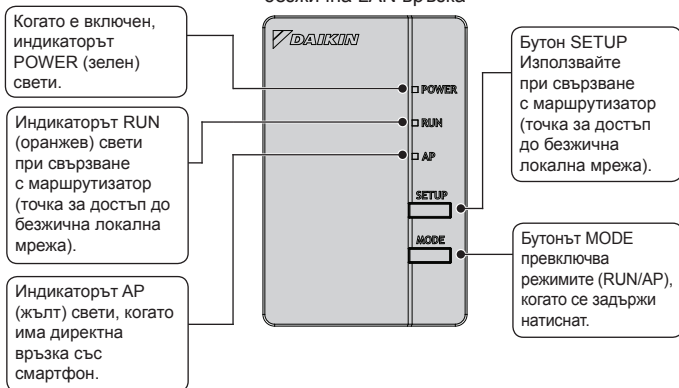 Когато е включен,
индикаторът
POWER (зелен)
свети.
Индикаторът RUN
(оранжев) свети
при свързване
с маршрутизатор
(точка за достъп до
безжична локална
мрежа).
Индикаторът AP
(жълт) свети, когато
има директна
връзка със
смартфон.
DAIKIN
POWER
RUN
AP
SETUP
MODE
Бутон SETUP
Използвайте
при свързване
с маршрутизатор
(точка за достъп
до безжична
локална мрежа).
Бутонът MODE
превключва
режимите (RUN/AP),
когато се задържи
натиснат.